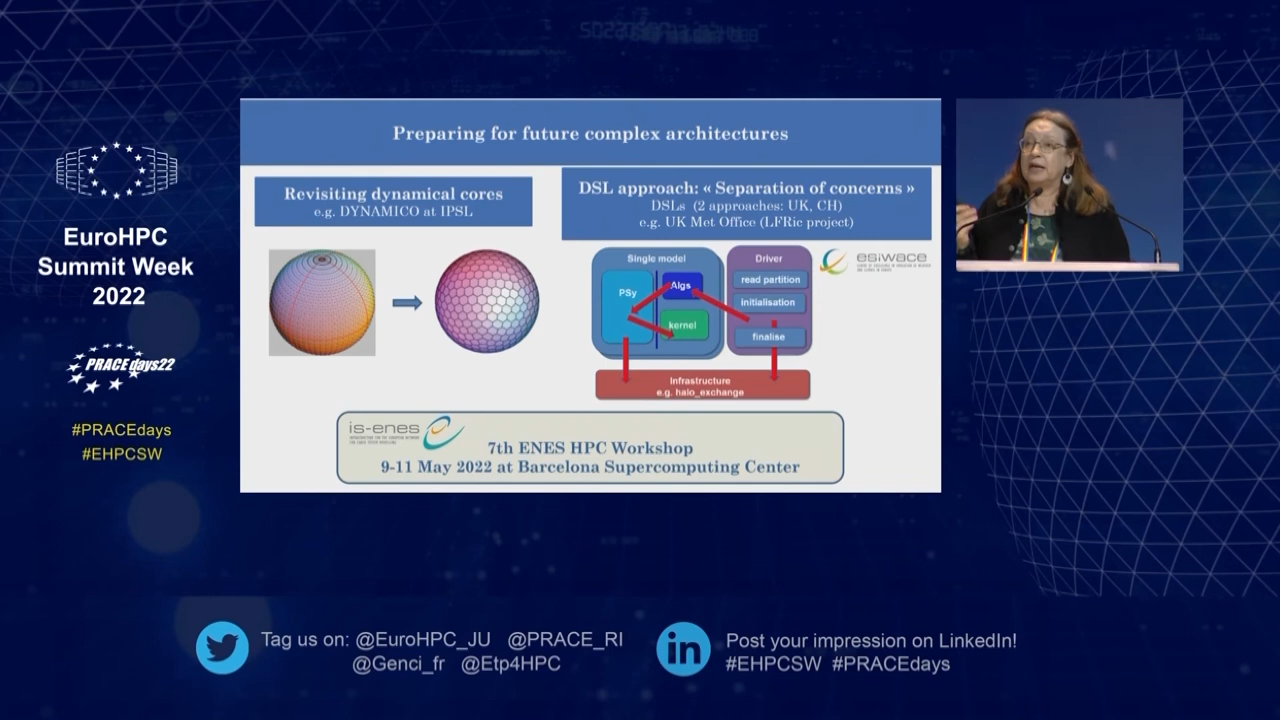 EuroHPC
Summit Week
2022
PRACEdays22
#PRACEdays
#EHPCSW
Preparing for future complex architectures
Revisiting dynamical cores
e.g. DYNAMICO at IPSL
DSL approach: « Separation of concerns »
DSLs (2 approaches: UK, CH)
e.g. UK Met Office (LFRic project)
Single model
PSy
Algs
kernel
Driver
read partition
initialisation
finalise
Infrastructure
e.g. halo_exchange
esiwace
is-enes
7th ENES HPC Workshop
9-11 May 2022 at Barcelona Supercomputing Center
Tag us on: @EuroHPC_JU @PRACE_RI
@Genci_fr @Etp4HPC
in
Post your impression on LinkedIn!
#EHPCSW #PRACEdays